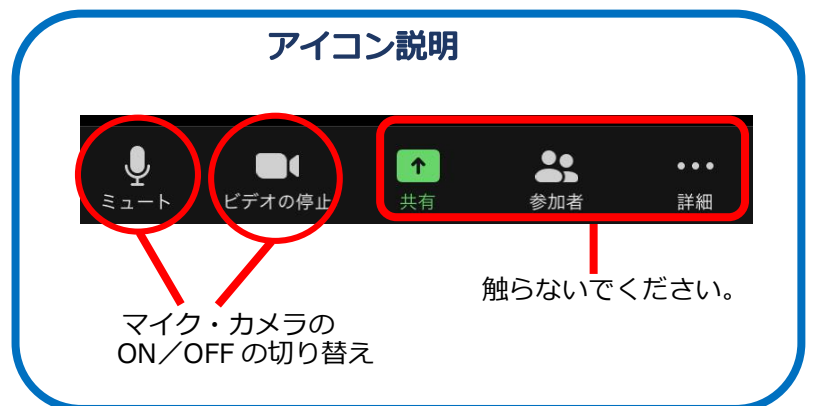 アイコン説明
ミュート
ビデオの停止
共有
参加者
詳細
触らないでください。
マイク・カメラの
ON／OFF の切り替え